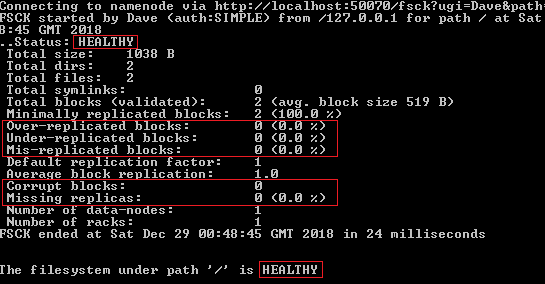 Connecting to namenode via http://localhost:50070/fsck?ugi=Dave&path=
FSCK started by Dave (auth:SIMPLE) from /127.0.0.1 for path / at Sat
8:45 GMT 2018
..Status: HEALTHY
Total size: 1038 B
Total dirs: 2
Total files: 2
Total symlinks: 0
Total blocks (validated): 2 (avg. block size 519 B)
Minimally replicated blocks: 2 (100.0 %)
Over-replicated blocks: 0 (0.0 %)
Under-replicated blocks: 0 (0.0 %)
Mis-replicated blocks: 0 (0.0 %)
Default replication factor: 1
Average block replication: 1.0
Corrupt blocks: 0
Missing replicas: 0 (0.0 %)
Number of data-nodes: 1
Number of racks: 1
FSCK ended at Sat Dec 29 00:48:45 GMT 2018 in 24 milliseconds
The filesystem under path '/' is HEALTHY